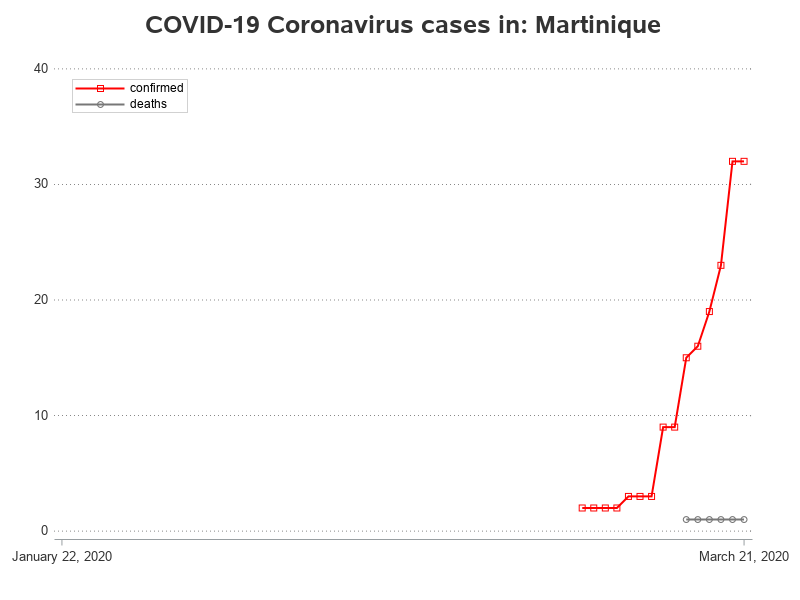 COVID-19 Coronavirus cases in: Martinique
40
confirmed
deaths
30
20
10
0
January 22, 2020
March 21, 2020